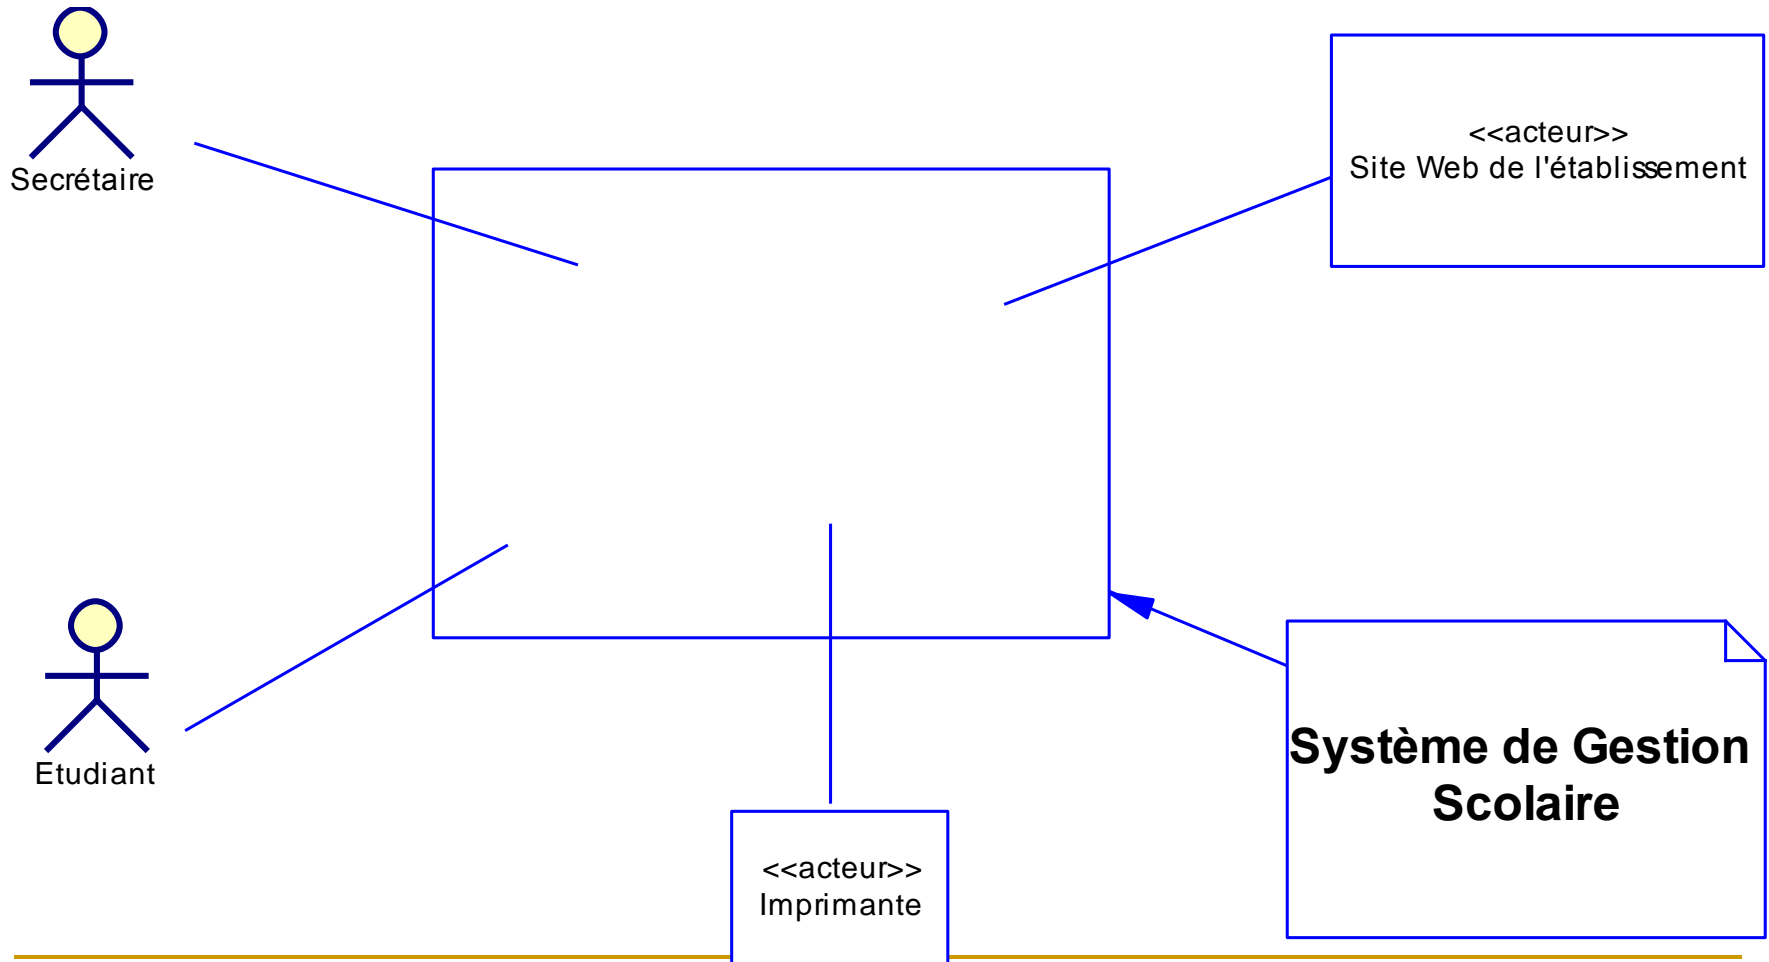 Secrétaire
<<acteur>>
Site Web de l'établissement
Etudiant
Système de Gestion
Scolaire
<<acteur>>
Imprimante